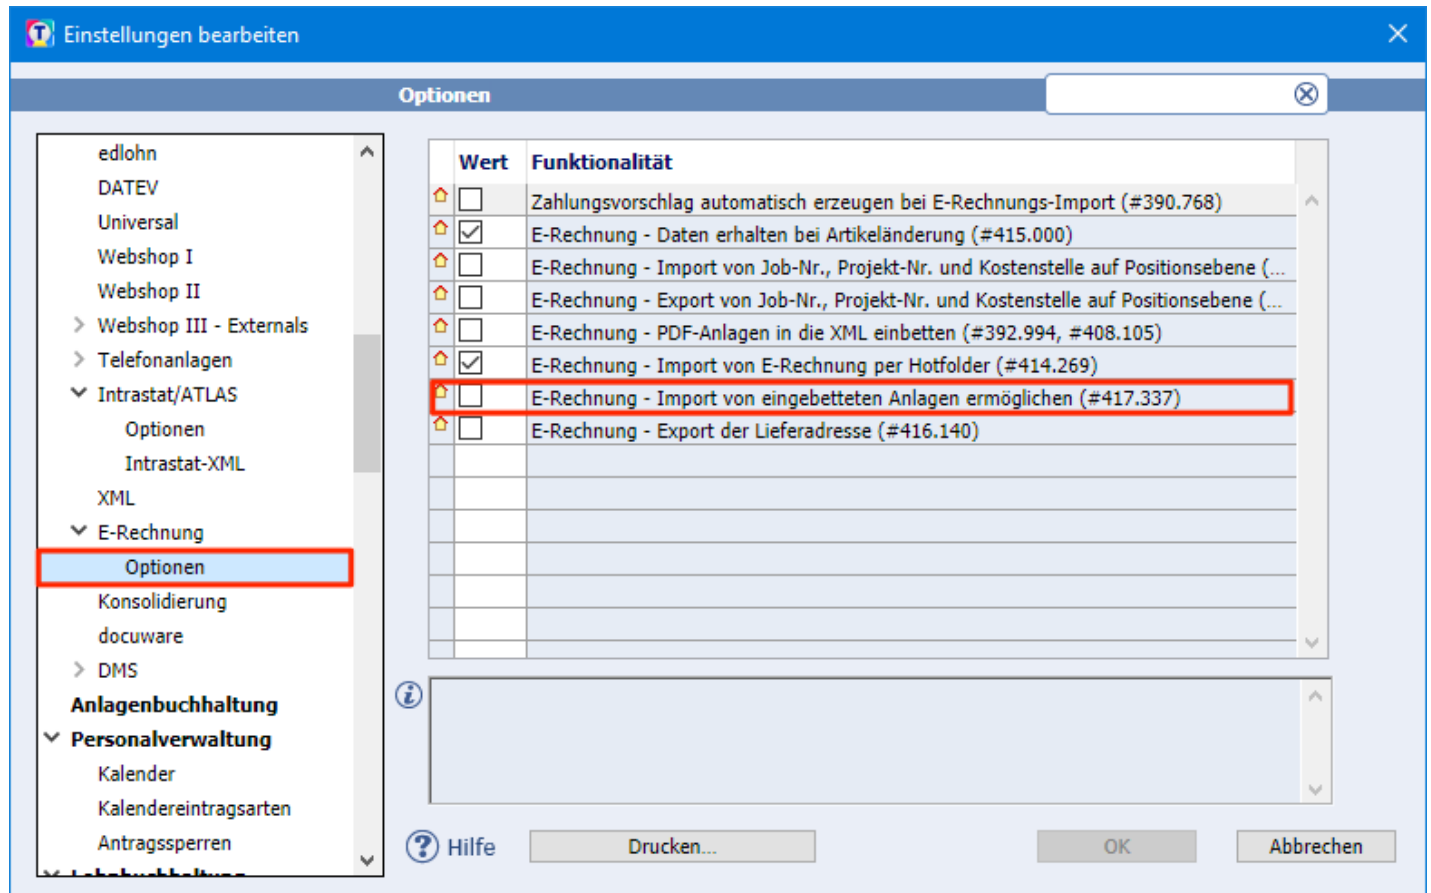 Einstellungen bearbeiten
Optionen
edlohn
DATEV
Universal
Webshop I
Webshop II
Webshop III - Externals
Telefonanlagen
Intrastat/ATLAS
Optionen
Intrastat-XML
XML
E-Rechnung
Optionen
Konsolidierung
docuware
DMS
Anlagenbuchhaltung
Personalverwaltung
Kalender
Kalendereintragsarten
Antragssperren
Wert Funktionalität
Zahlungsvorschlag automatisch erzeugen bei E-Rechnungs-Import (#390.768)
E-Rechnung - Daten erhalten bei Artikeländerung (#415.000)
E-Rechnung - Import von Job-Nr., Projekt-Nr. und Kostenstelle auf Positionsebene (...
E-Rechnung - Export von Job-Nr., Projekt-Nr. und Kostenstelle auf Positionsebene (...
E-Rechnung - PDF-Anlagen in die XML einbetten (#392.994, #408.105)
E-Rechnung - Import von E-Rechnung per Hotfolder (#414.269)
E-Rechnung - Import von eingebetteten Anlagen ermöglichen (#417.337)
E-Rechnung - Export der Lieferadresse (#416.140)
Hilfe
Drucken...
OK
Abbrechen